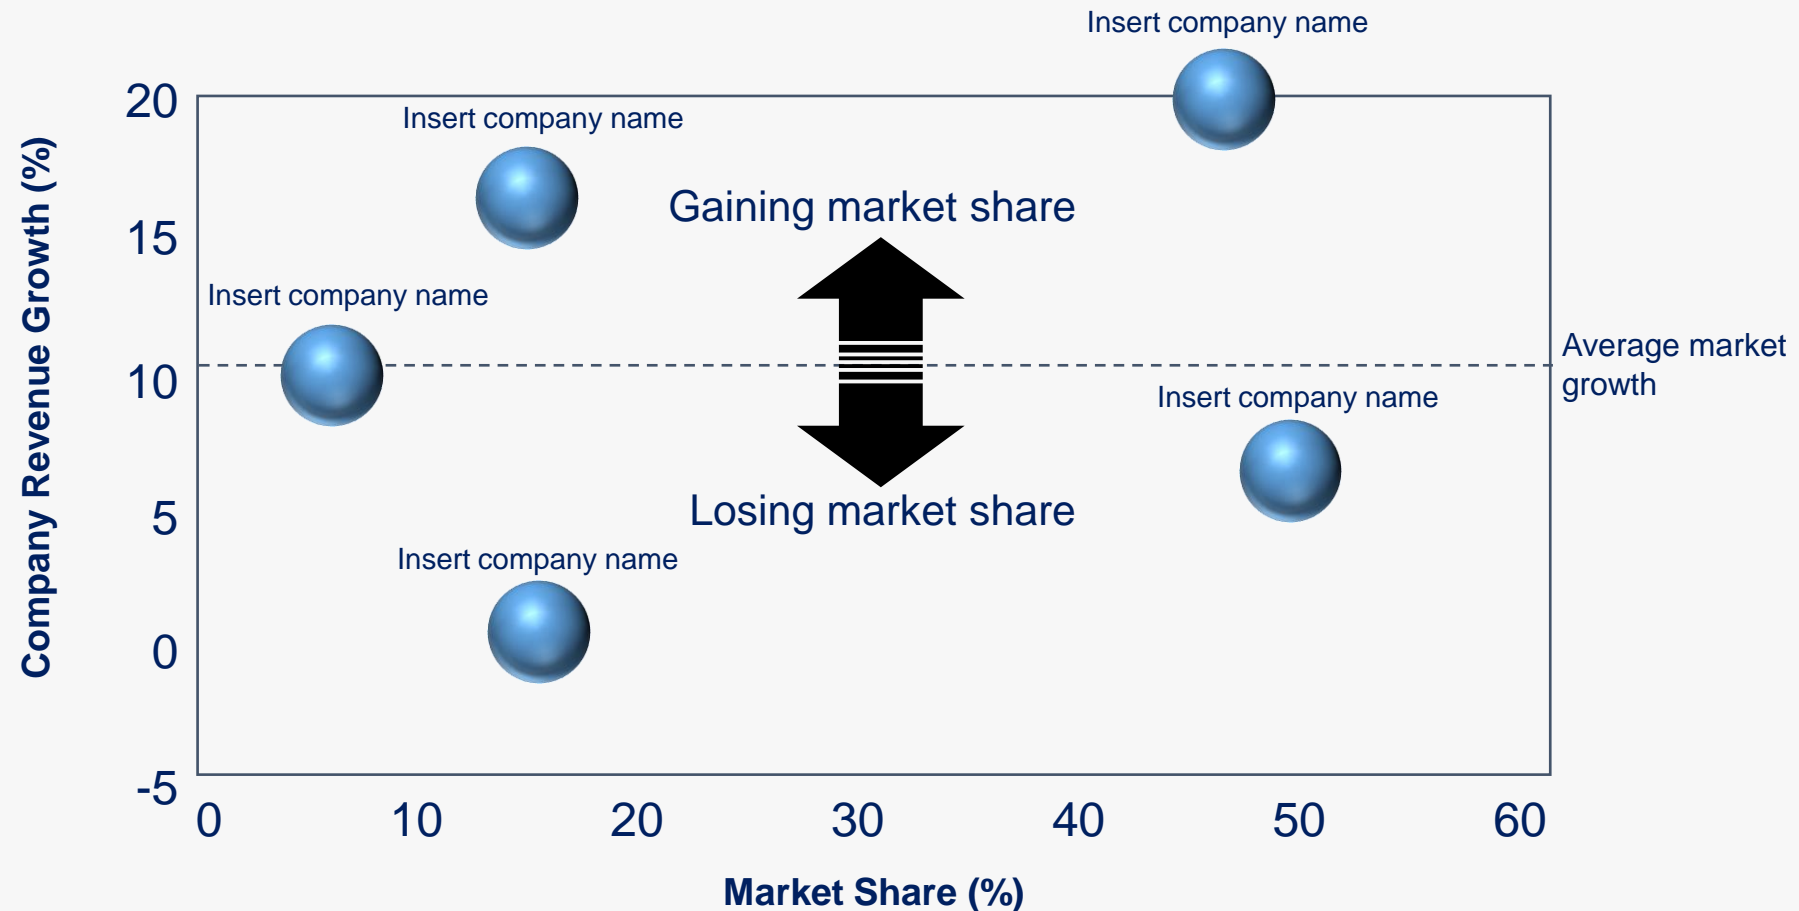 Insert company name
20
Insert company name
Gaining market share
15
Insert company name
Company Revenue Growth (%)
10
Average market
growth
Insert company name
5
Losing market share
Insert company name
0
-5
0 10 20 30 40 50 60
Market Share (%)